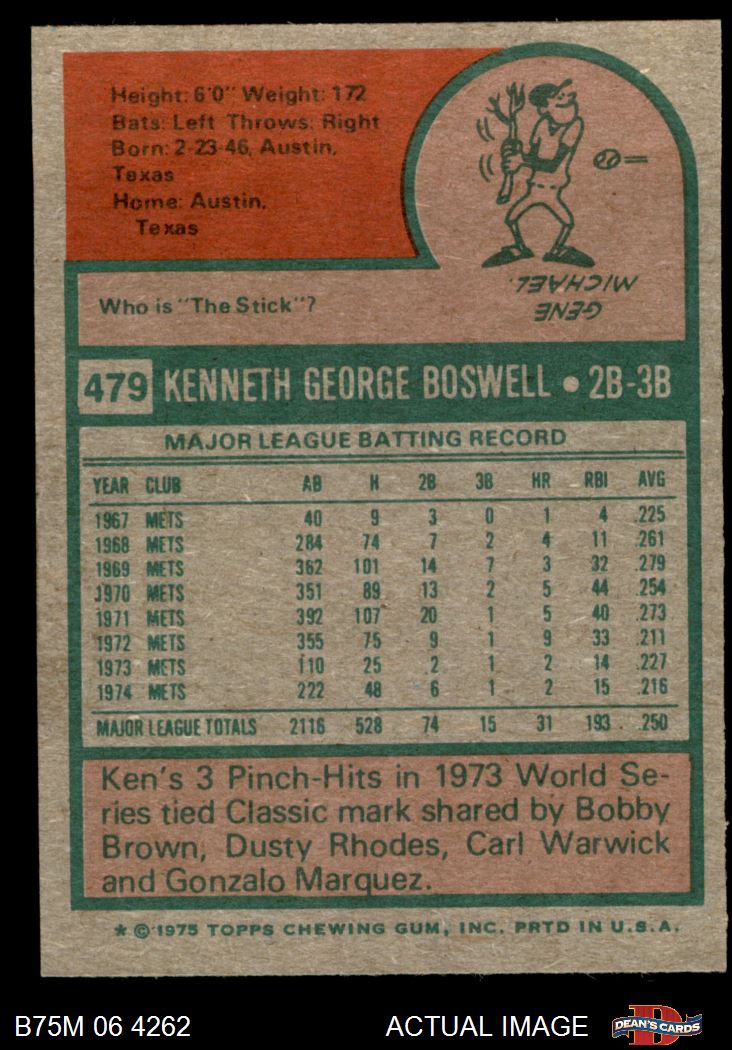 Height: 6'0" Weight: 172
Bats: Left Throws: Right
Born: 2-23-46, Austin,
Texas
Home: Austin,
Texas
Who is "The Stick"?
GENE
MICHAEL.
479 KENNETH GEORGE BOSWELL • 2B-3B
MAJOR LEAGUE BATTING RECORD
YEAR CLUB AB H 2B 3B HR RBI AVG
1967 METS 40 9 3 0 1 4 .225
1968 METS 284 74 7 2 4 11 .261
1969 METS 362 101 14 7 3 32 .279
1970 METS 351 89 13 2 5 44 .254
1971 METS 392 107 20 1 5 40 .273
1972 METS 355 75 9 1 9 33 .211
1973 METS 110 25 2 1 2 14 .227
1974 METS 222 48 6 1 2 15 .216
MAJOR LEAGUE TOTALS 2116 528 74 15 31 193 .250
Ken's 3 Pinch-Hits in 1973 World Se-
ries tied Classic mark shared by Bobby
Brown, Dusty Rhodes, Carl Warwick
and Gonzalo Marquez.
* © 1975 TOPPS CHEWING GUM, INC. PRTD IN U.S.A.
B75M 06 4262 ACTUAL IMAGE DEAN'S CARDS